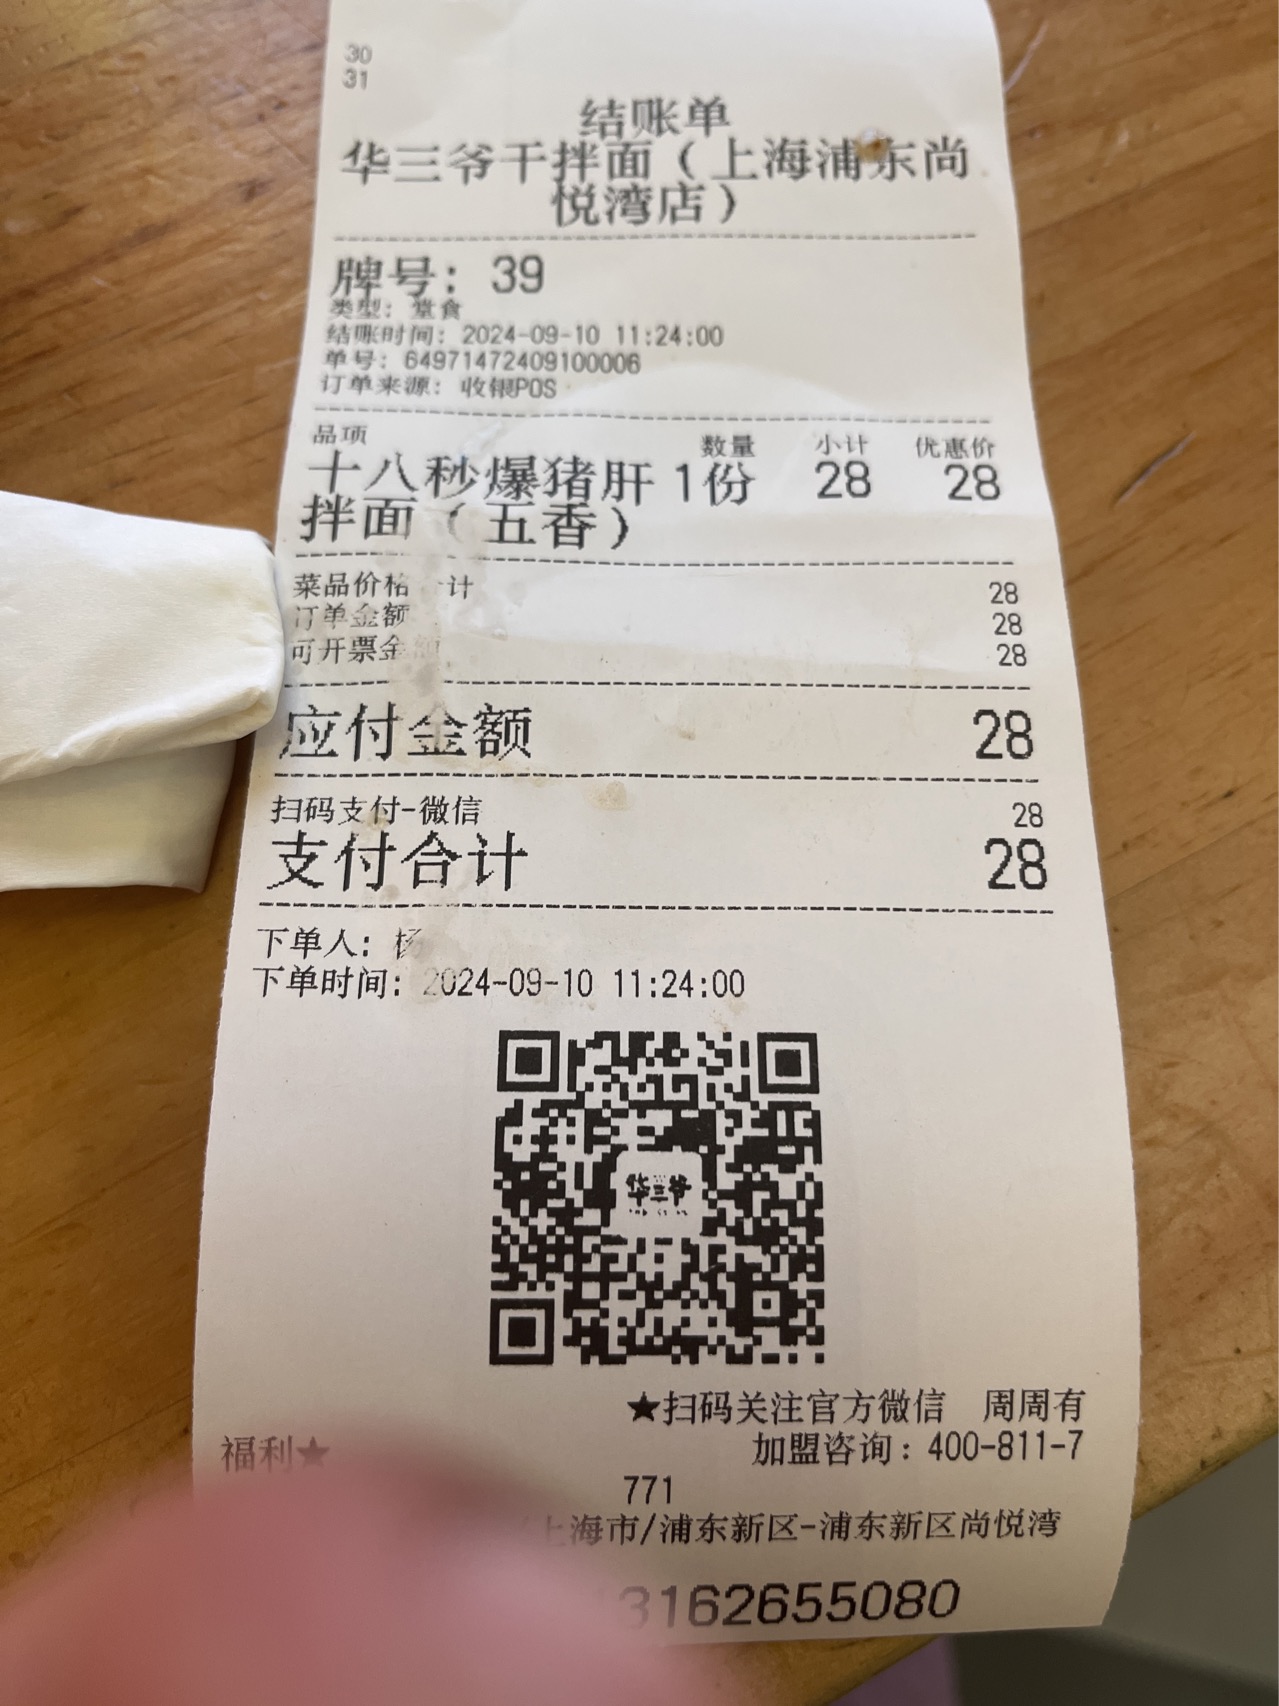 30
31
结账单
华三爷干拌面（上海浦东尚
悦湾店）
牌号：39
类型：堂食
结账时间：2024-09-10 11:24:00
单号：649714724091​00006
订单来源：收银POS
品项 数量 小计 优惠价
十八秒爆猪肝 1份 28 28
拌面（五香）
菜品价格合计 28
订单金额 28
可开票金额 28
应付金额 28
扫码支付-微信 28
支付合计 28
下单人：杨
下单时间：2024-09-10 11:24:00
华三爷
★扫码关注官方微信 周周有
福利★ 加盟咨询：400-811-7
771
上海市/浦东新区-浦东新区尚悦湾
3162655080